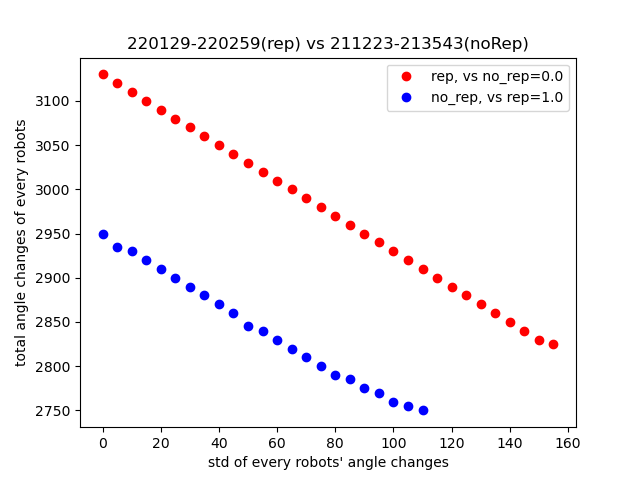 220129-220259(rep) vs 211223-213543(noRep)
rep, vs no_rep=0.0
no_rep, vs rep=1.0
total angle changes of every robots
3100
3050
3000
2950
2900
2850
2800
2750
0 20 40 60 80 100 120 140 160
std of every robots' angle changes